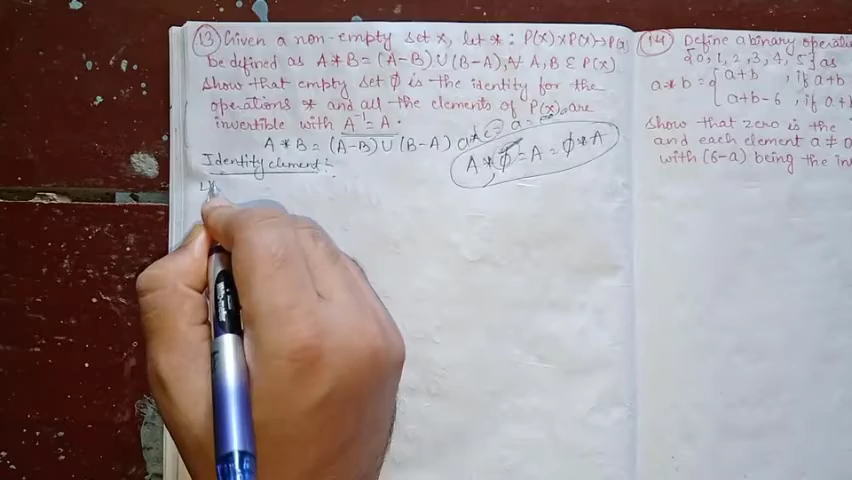 (13) Given a non-empty set x, let * : P(x) x P(x) → P(x)
be defined as A * B = (A-B) ∪ (B-A), ∀ A, B ε P(x)
show that empty set ϕ is the identity for the
operations * and all the elements of P(x) are
invertible with A⁻¹ = A .
A * B = (A-B) ∪ (B-A)
A * ϕ = A = ϕ * A
Identity element :
(14) Define a binary operati
{0, 1, 2, 3, 4, 5} as
a * b = { a+b , if a+b
a+b-6 , if a+b
show that zero is the
and each element a ≠ 0
with (6-a) being the in